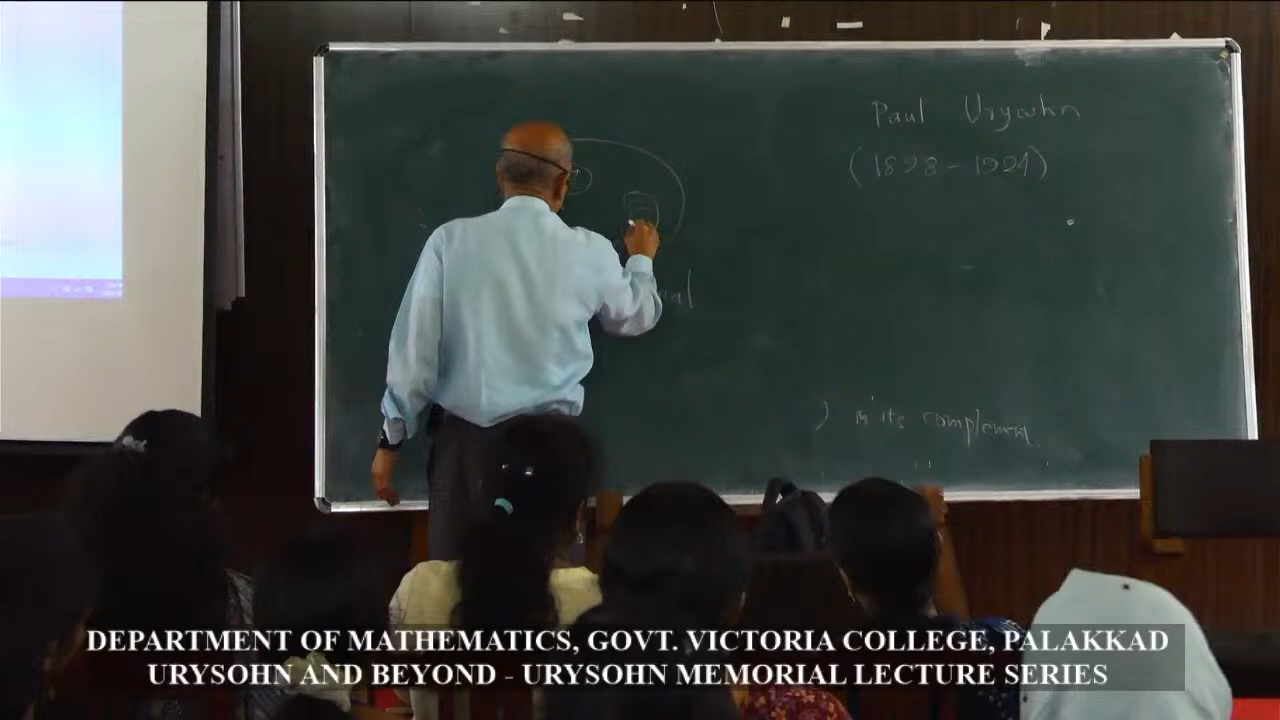 Paul Urysohn
(1898-1924)
in its complement
DEPARTMENT OF MATHEMATICS, GOVT. VICTORIA COLLEGE, PALAKKAD
URYSOHN AND BEYOND - URYSOHN MEMORIAL LECTURE SERIES